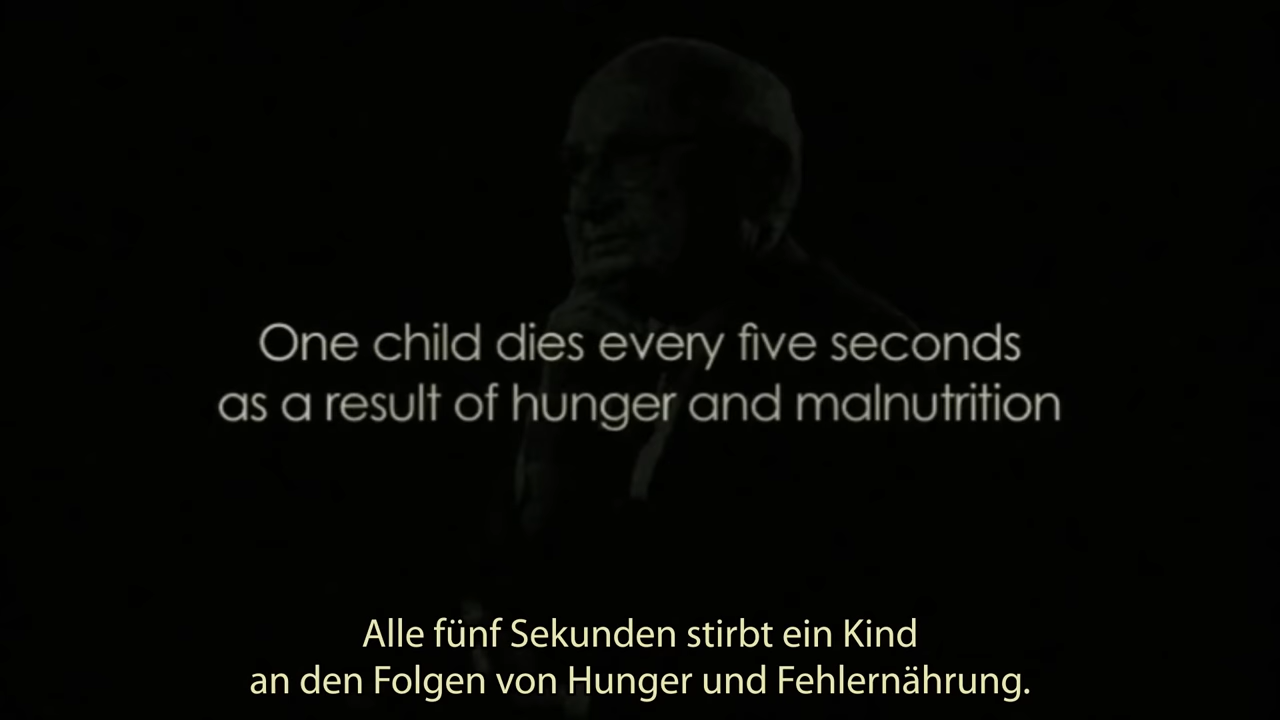 One child dies every five seconds
as a result of hunger and malnutrition
Alle fünf Sekunden stirbt ein Kind
an den Folgen von Hunger und Fehlernährung.